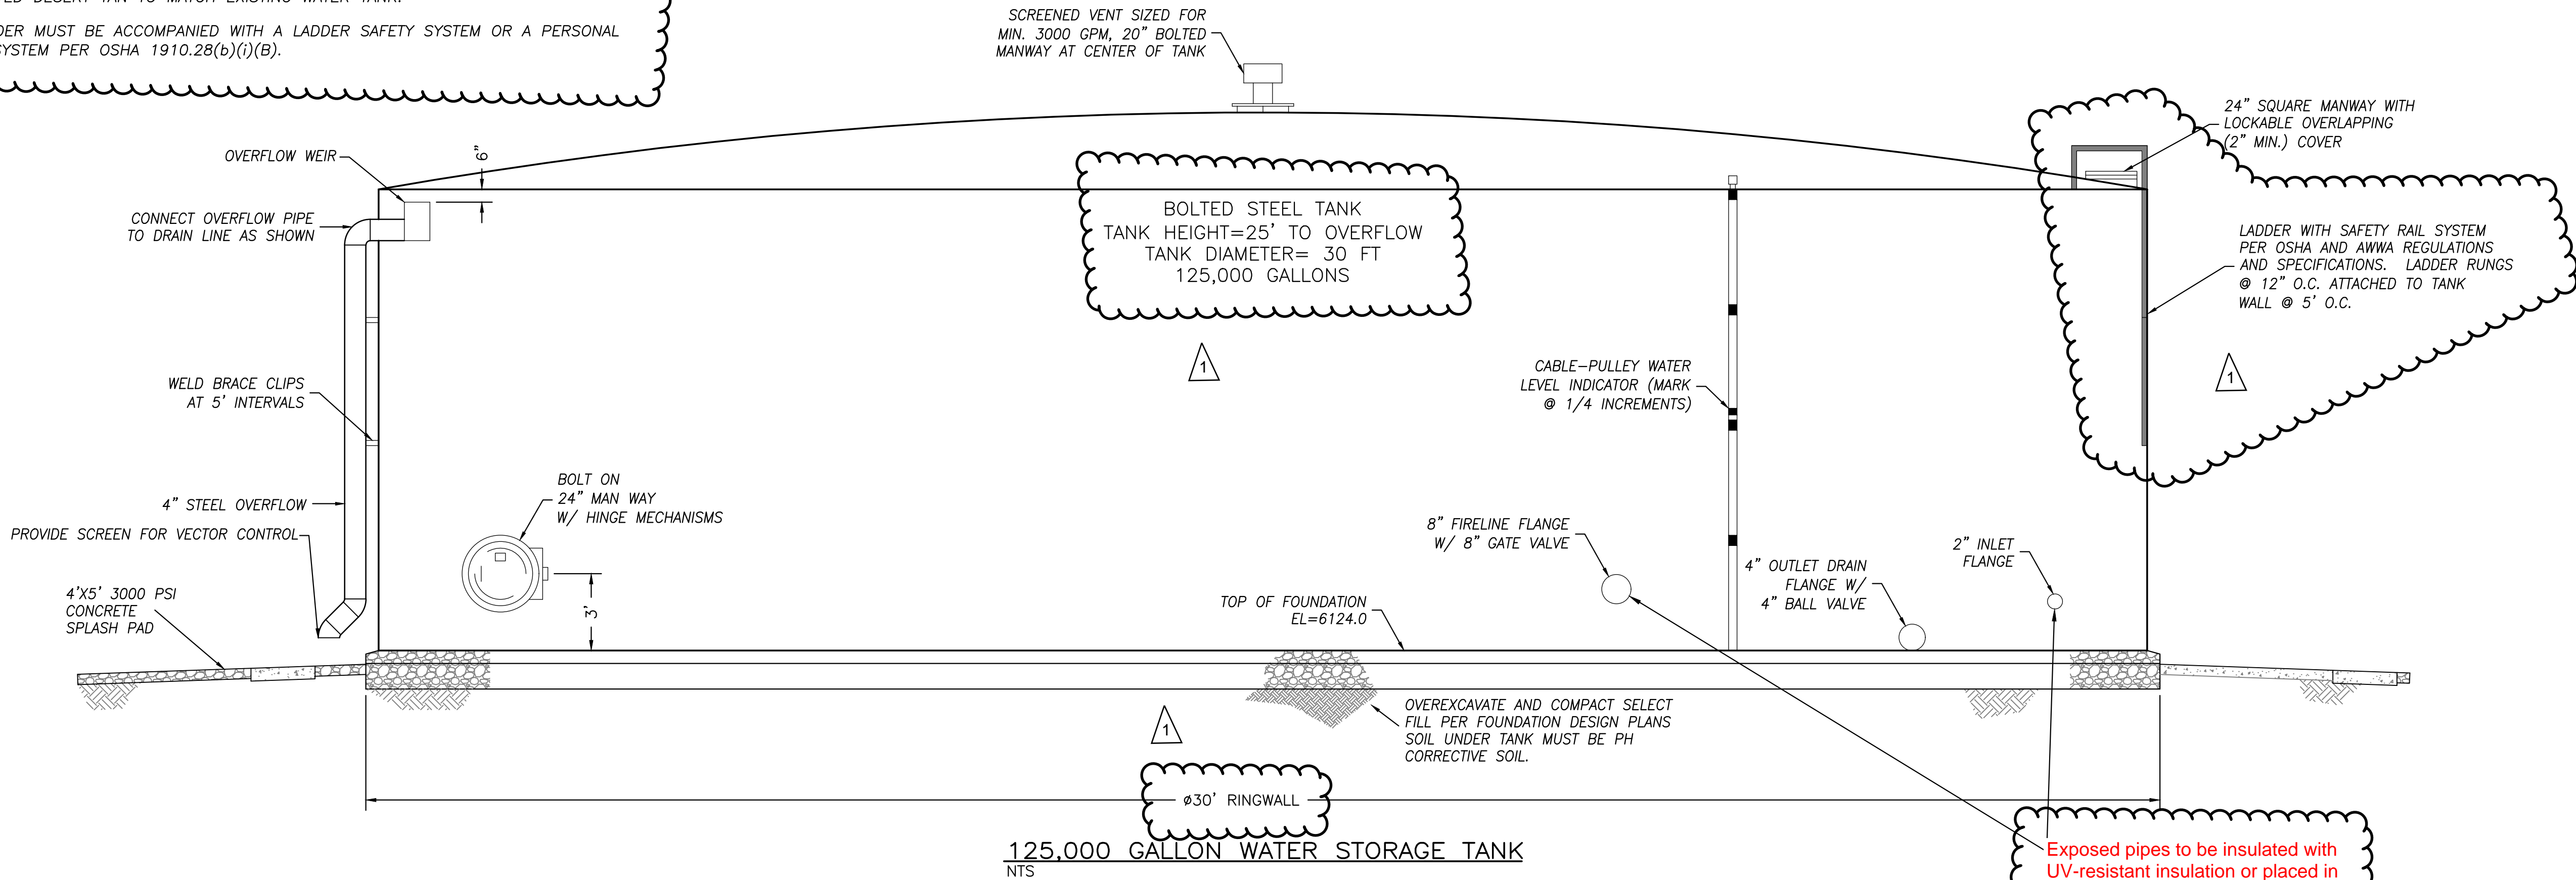 DER MUST BE ACCOMPANIED WITH A LADDER SAFETY SYSTEM OR A PERSONAL
SYSTEM PER OSHA 1910.28(b)(i)(B).
SCREENED VENT SIZED FOR
MIN. 3000 GPM, 20" BOLTED
MANWAY AT CENTER OF TANK
24" SQUARE MANWAY WITH
LOCKABLE OVERLAPPING
(2" MIN.) COVER
OVERFLOW WEIR
6"
CONNECT OVERFLOW PIPE
TO DRAIN LINE AS SHOWN
BOLTED STEEL TANK
TANK HEIGHT=25' TO OVERFLOW
TANK DIAMETER= 30 FT
125,000 GALLONS
1
LADDER WITH SAFETY RAIL SYSTEM
PER OSHA AND AWWA REGULATIONS
AND SPECIFICATIONS. LADDER RUNGS
@ 12" O.C. ATTACHED TO TANK
WALL @ 5' O.C.
1
WELD BRACE CLIPS
AT 5' INTERVALS
CABLE-PULLEY WATER
LEVEL INDICATOR (MARK
@ 1/4 INCREMENTS)
4" STEEL OVERFLOW
PROVIDE SCREEN FOR VECTOR CONTROL
BOLT ON
24" MAN WAY
W/ HINGE MECHANISMS
3'
8" FIRELINE FLANGE
W/ 8" GATE VALVE
4" OUTLET DRAIN
FLANGE W/
4" BALL VALVE
2" INLET
FLANGE
4'X5' 3000 PSI
CONCRETE
SPLASH PAD
TOP OF FOUNDATION
EL=6124.0
OVEREXCAVATE AND COMPACT SELECT
FILL PER FOUNDATION DESIGN PLANS
SOIL UNDER TANK MUST BE PH
CORRECTIVE SOIL.
1
ø30' RINGWALL
125,000 GALLON WATER STORAGE TANK
NTS
Exposed pipes to be insulated with
UV-resistant insulation or placed in